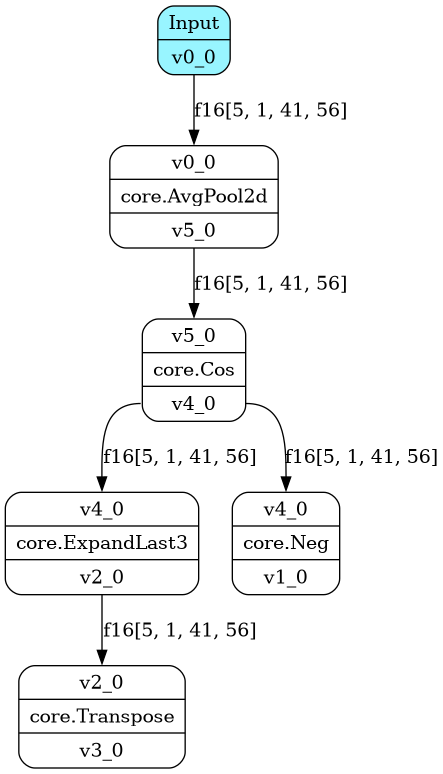 Input
v0_0
f16[5, 1, 41, 56]
v0_0
core.AvgPool2d
v5_0
f16[5, 1, 41, 56]
v5_0
core.Cos
v4_0
f16[5, 1, 41, 56]
f16[5, 1, 41, 56]
v4_0
core.ExpandLast3
v2_0
v4_0
core.Neg
v1_0
f16[5, 1, 41, 56]
v2_0
core.Transpose
v3_0